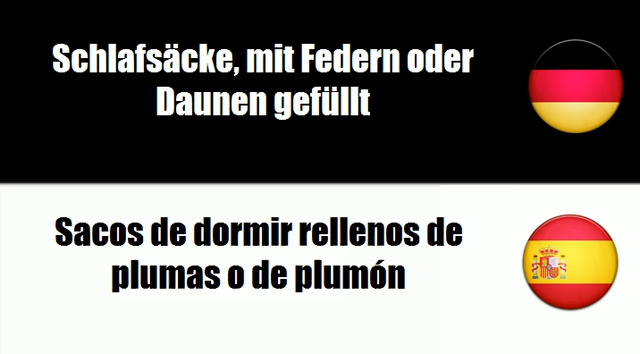 Schlafsäcke, mit Federn oder
Daunen gefüllt
Sacos de dormir rellenos de
plumas o de plumón